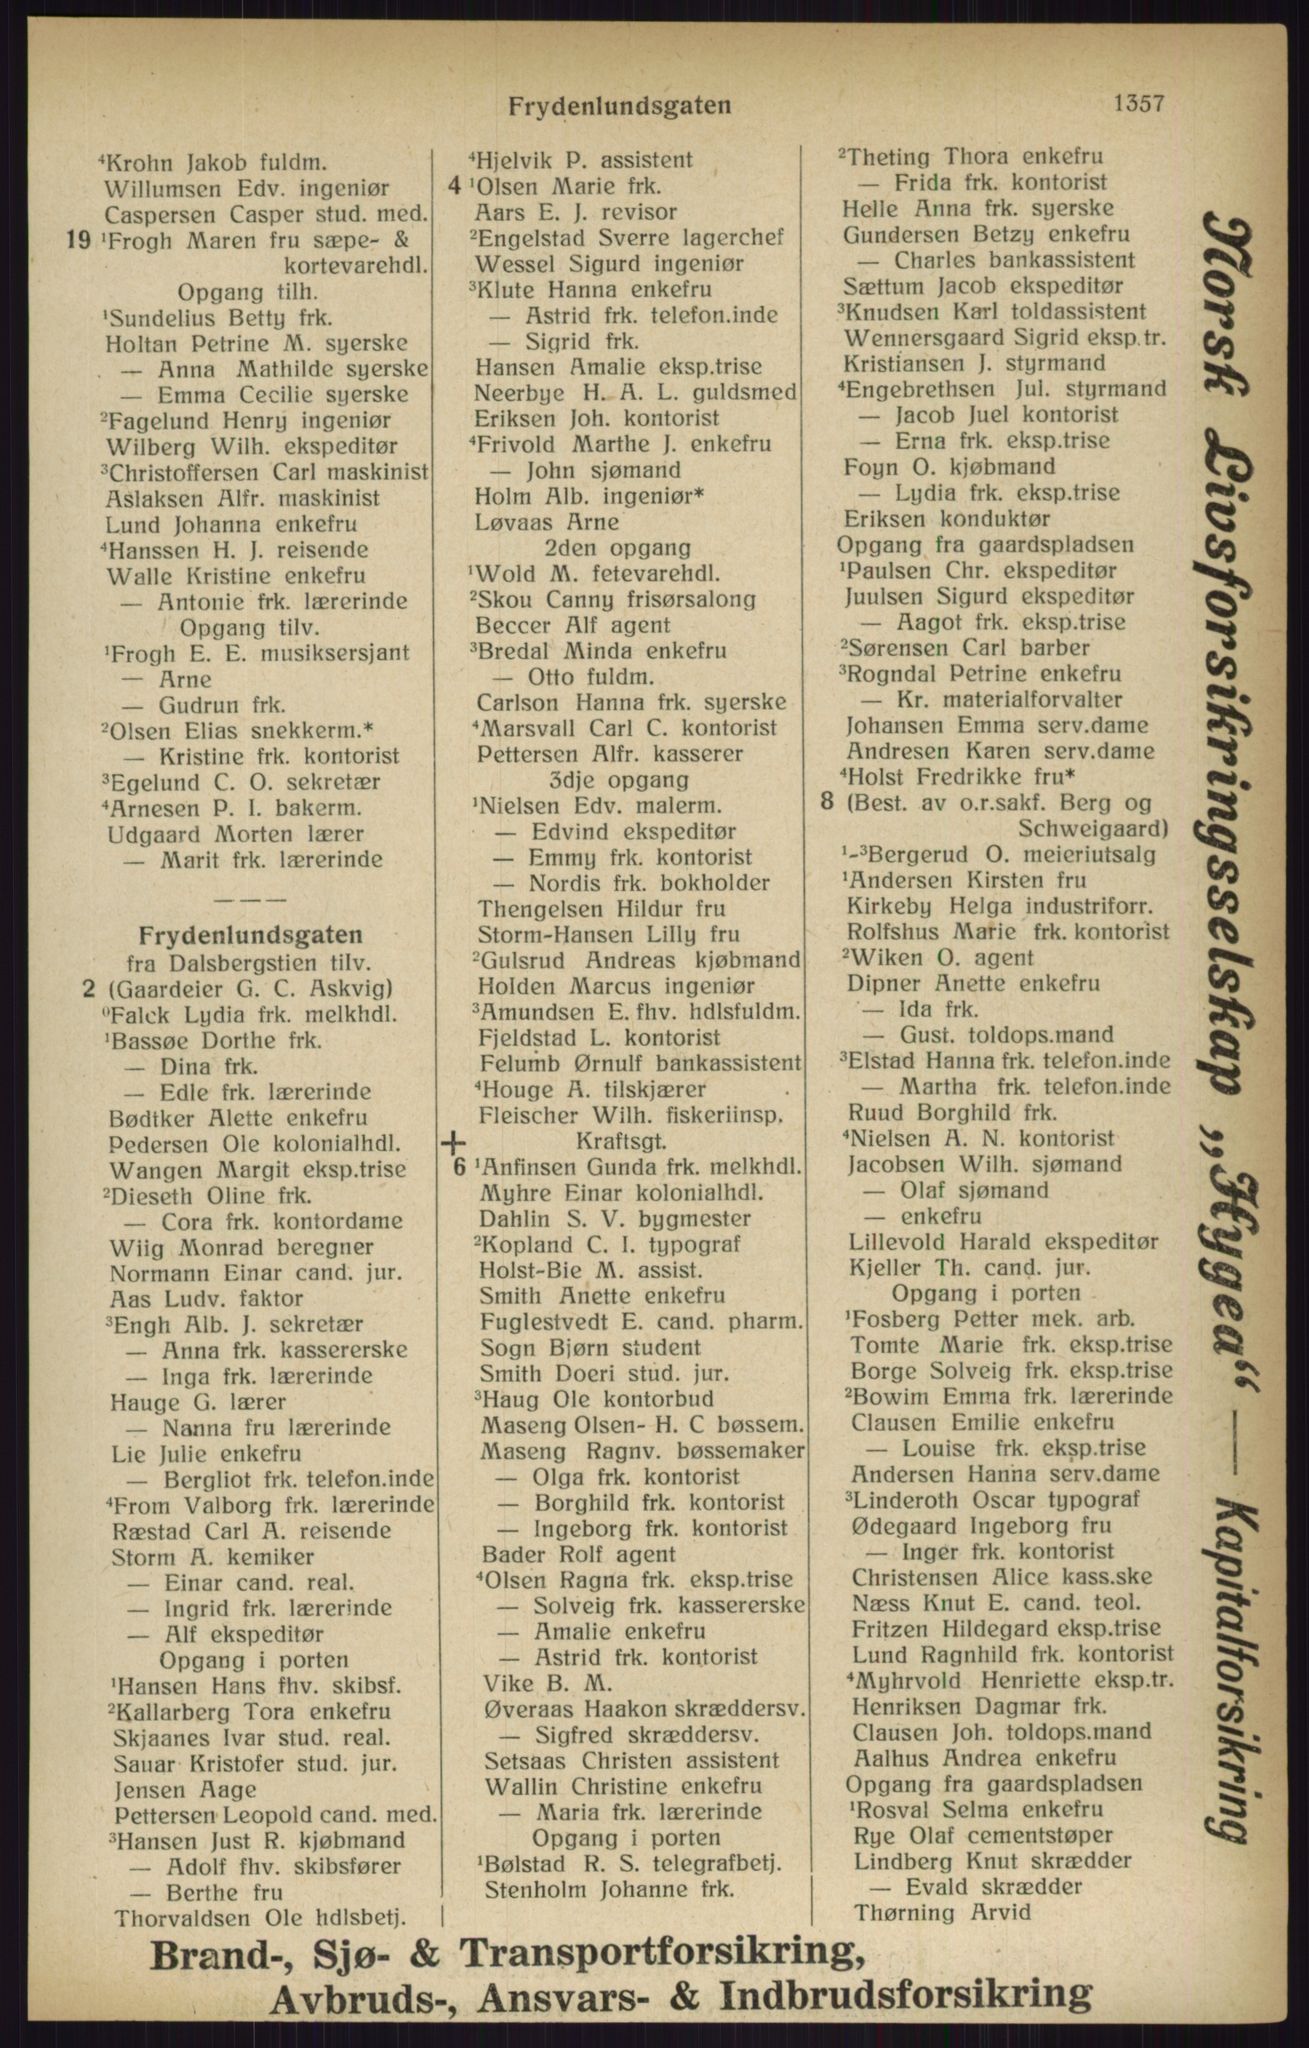 Frydenlundsgaten
1357
⁴Krohn Jakob fuldm.
Willumsen Edv. ingeniør
Caspersen Casper stud. med.
19 ¹Frogh Maren fru sæpe- &
kortevarehdl.
Opgang tilh.
¹Sundelius Betty frk.
Holtan Petrine M. syerske
— Anna Mathilde syerske
— Emma Cecilie syerske
²Fagelund Henry ingeniør
Wilberg Wilh. ekspeditør
³Christoffersen Carl maskinist
Aslaksen Alfr. maskinist
Lund Johanna enkefru
⁴Hanssen H. J. reisende
Walle Kristine enkefru
— Antonie frk. lærerinde
Opgang tilv.
¹Frogh E. E. musiksersjant
— Arne
— Gudrun frk.
²Olsen Elias snekkerm.*
— Kristine frk. kontorist
³Egelund C. O. sekretær
⁴Arnesen P. I. bakerm.
Udgaard Morten lærer
— Marit frk. lærerinde
— — —
Frydenlundsgaten
fra Dalsbergstien tilv.
2 (Gaardeier G. C. Askvig)
⁰Falck Lydia frk. melkhdl.
¹Bassøe Dorthe frk.
— Dina frk.
— Edle frk. lærerinde
Bødtker Alette enkefru
Pedersen Ole kolonialhdl.
Wangen Margit eksp.trise
²Dieseth Oline frk.
— Cora frk. kontordame
Wiig Monrad beregner
Normann Einar cand. jur.
Aas Ludv. faktor
³Engh Alb. J. sekretær
— Anna frk. kassererske
— Inga frk. lærerinde
Hauge G. lærer
— Nanna fru lærerinde
Lie Julie enkefru
— Bergliot frk. telefon.inde
⁴From Valborg frk. lærerinde
Ræstad Carl A. reisende
Storm A. kemiker
— Einar cand. real.
— Ingrid frk. lærerinde
— Alf ekspeditør
Opgang i porten
¹Hansen Hans fhv. skibsf.
²Kallarberg Tora enkefru
Skjaanes Ivar stud. real.
Sauar Kristofer stud. jur.
Jensen Aage
Pettersen Leopold cand. med.
³Hansen Just R. kjøbmand
— Adolf fhv. skibsfører
— Berthe fru
Thorvaldsen Ole hdlsbetj.
⁴Hjelvik P. assistent
4 ¹Olsen Marie frk.
Aars E. J. revisor
²Engelstad Sverre lagerchef
Wessel Sigurd ingeniør
³Klute Hanna enkefru
— Astrid frk. telefon.inde
— Sigrid frk.
Hansen Amalie eksp.trise
Neerbye H. A. L. guldsmed
Eriksen Joh. kontorist
⁴Frivold Marthe J. enkefru
— John sjømand
Holm Alb. ingeniør*
Løvaas Arne
2den opgang
¹Wold M. fetevarehdl.
²Skou Canny frisørsalong
Beccer Alf agent
³Bredal Minda enkefru
— Otto fuldm.
Carlson Hanna frk. syerske
⁴Marsvall Carl C. kontorist
Pettersen Alfr. kasserer
3dje opgang
¹Nielsen Edv. malerm.
— Edvind ekspeditør
— Emmy frk. kontorist
— Nordis frk. bokholder
Thengelsen Hildur fru
Storm-Hansen Lilly fru
²Gulsrud Andreas kjøbmand
Holden Marcus ingeniør
³Amundsen E. fhv. hdlsfuldm.
Fjeldstad L. kontorist
Felumb Ørnulf bankassistent
⁴Houge A. tilskjærer
Fleischer Wilh. fiskeriinsp.
+ Kraftsgt.
6 ¹Anfinsen Gunda frk. melkhdl.
Myhre Einar kolonialhdl.
Dahlin S. V. bygmester
²Kopland C. I. typograf
Holst-Bie M. assist.
Smith Anette enkefru
Fuglestvedt E. cand. pharm.
Sogn Bjørn student
Smith Doeri stud. jur.
³Haug Ole kontorbud
Maseng Olsen- H. C bøssem.
Maseng Ragnv. bøssemaker
— Olga frk. kontorist
— Borghild frk. kontorist
— Ingeborg frk. kontorist
Bader Rolf agent
⁴Olsen Ragna frk. eksp.trise
— Solveig frk. kassererske
— Amalie enkefru
— Astrid frk. kontorist
Vike B. M.
Øveraas Haakon skræddersv.
— Sigfred skræddersv.
Setsaas Christen assistent
Wallin Christine enkefru
— Maria frk. lærerinde
Opgang i porten
¹Bølstad R. S. telegrafbetj.
Stenholm Johanne frk.
²Theting Thora enkefru
— Frida frk. kontorist
Helle Anna frk. syerske
Gundersen Betzy enkefru
— Charles bankassistent
Sættum Jacob ekspeditør
³Knudsen Karl toldassistent
Wennersgaard Sigrid eksp.tr.
Kristiansen J. styrmand
⁴Engebrethsen Jul. styrmand
— Jacob Juel kontorist
— Erna frk. eksp.trise
Foyn O. kjøbmand
— Lydia frk. eksp.trise
Eriksen konduktør
Opgang fra gaardspladsen
¹Paulsen Chr. ekspeditør
Juulsen Sigurd ekspeditør
— Aagot frk. eksp.trise
²Sørensen Carl barber
³Rogndal Petrine enkefru
— Kr. materialforvalter
Johansen Emma serv.dame
Andresen Karen serv.dame
⁴Holst Fredrikke fru*
8 (Best. av o.r.sakf. Berg og
Schweigaard)
¹-³Bergerud O. meieriutsalg
¹Andersen Kirsten fru
Kirkeby Helga industriforr.
Rolfshus Marie frk. kontorist
²Wiken O. agent
Dipner Anette enkefru
— Ida frk.
— Gust. toldops.mand
³Elstad Hanna frk. telefon.inde
— Martha frk. telefon.inde
Ruud Borghild frk.
⁴Nielsen A. N. kontorist
Jacobsen Wilh. sjømand
— Olaf sjømand
— enkefru
Lillevold Harald ekspeditør
Kjeller Th. cand. jur.
Opgang i porten
¹Fosberg Petter mek. arb.
Tomte Marie frk. eksp.trise
Borge Solveig frk. eksp.trise
²Bowim Emma frk. lærerinde
Clausen Emilie enkefru
— Louise frk. eksp.trise
Andersen Hanna serv.dame
³Linderoth Oscar typograf
Ødegaard Ingeborg fru
— Inger frk. kontorist
Christensen Alice kass.ske
Næss Knut E. cand. teol.
Fritzen Hildegard eksp.trise
Lund Ragnhild frk. kontorist
⁴Myhrvold Henriette eksp.tr.
Henriksen Dagmar frk.
Clausen Joh. toldops.mand
Aalhus Andrea enkefru
Opgang fra gaardspladsen
¹Rosval Selma enkefru
Rye Olaf cementstøper
Lindberg Knut skrædder
— Evald skrædder
Thørning Arvid
Norsk Livsforsikringsselskap „Hygea“ — Kapitalforsikring
Brand-, Sjø- & Transportforsikring,
Avbruds-, Ansvars- & Indbrudsforsikring